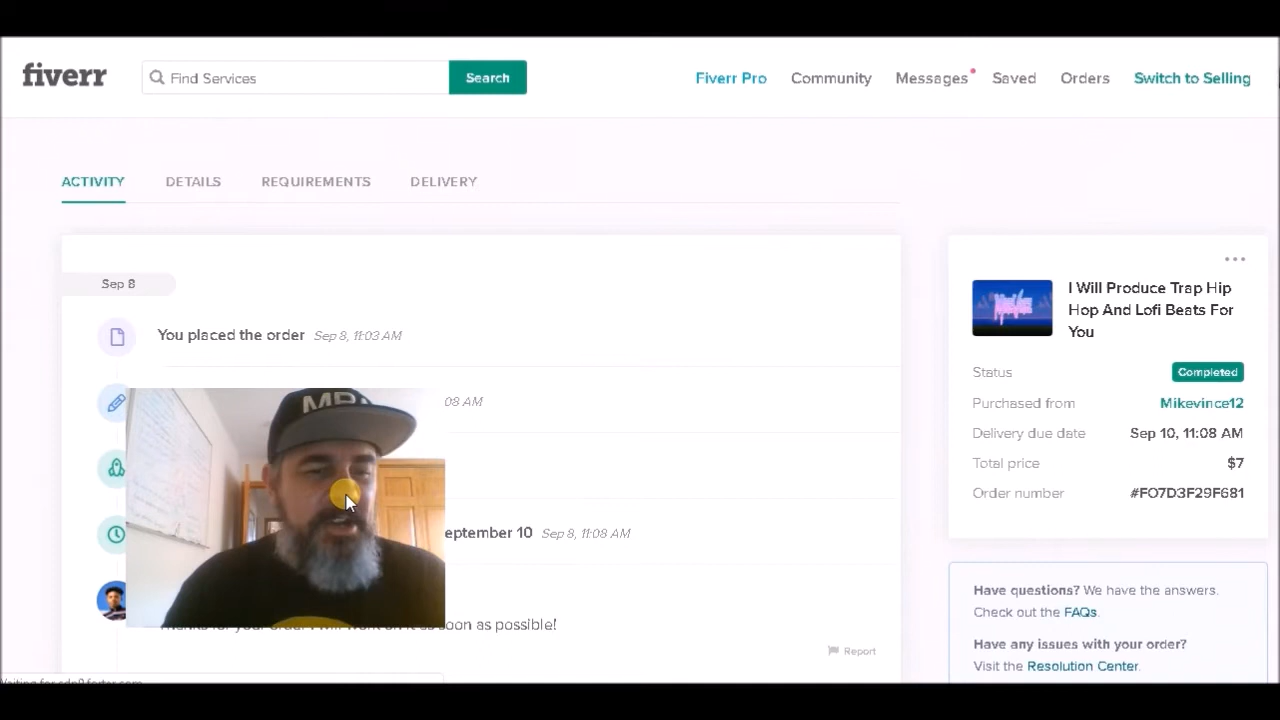 fiverr
Find Services
Search
Fiverr Pro
Community
Messages
Saved
Orders
Switch to Selling
ACTIVITY
DETAILS
REQUIREMENTS
DELIVERY
Sep 8
You placed the order Sep 8, 11:03 AM
08 AM
eptember 10 Sep 8, 11:08 AM
soon as possible!
Report
I Will Produce Trap Hip
Hop And Lofi Beats For
You
Status Completed
Purchased from Mikevince12
Delivery due date Sep 10, 11:08 AM
Total price $7
Order number #FO7D3F29F681
Have questions? We have the answers.
Check out the FAQs.
Have any issues with your order?
Visit the Resolution Center.